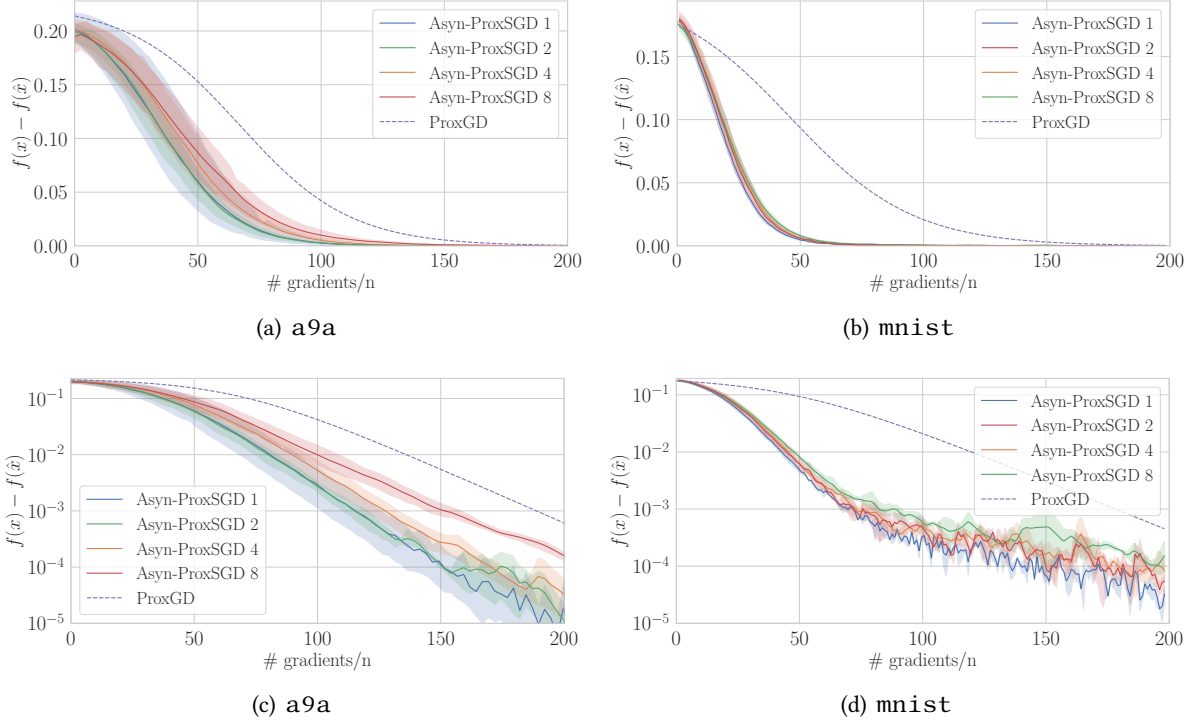 0.20
0.15
0.10
0.05
0.00
f(x) − f(x̂)
0 50 100 150 200
# gradients/n
Asyn-ProxSGD 1
Asyn-ProxSGD 2
Asyn-ProxSGD 4
Asyn-ProxSGD 8
ProxGD
(a) a9a
0.15
0.10
0.05
0.00
f(x) − f(x̂)
0 50 100 150 200
# gradients/n
Asyn-ProxSGD 1
Asyn-ProxSGD 2
Asyn-ProxSGD 4
Asyn-ProxSGD 8
ProxGD
(b) mnist
10⁻¹
10⁻²
10⁻³
10⁻⁴
10⁻⁵
f(x) − f(x̂)
0 50 100 150 200
# gradients/n
Asyn-ProxSGD 1
Asyn-ProxSGD 2
Asyn-ProxSGD 4
Asyn-ProxSGD 8
ProxGD
(c) a9a
10⁻¹
10⁻²
10⁻³
10⁻⁴
10⁻⁵
f(x) − f(x̂)
0 50 100 150 200
# gradients/n
Asyn-ProxSGD 1
Asyn-ProxSGD 2
Asyn-ProxSGD 4
Asyn-ProxSGD 8
ProxGD
(d) mnist